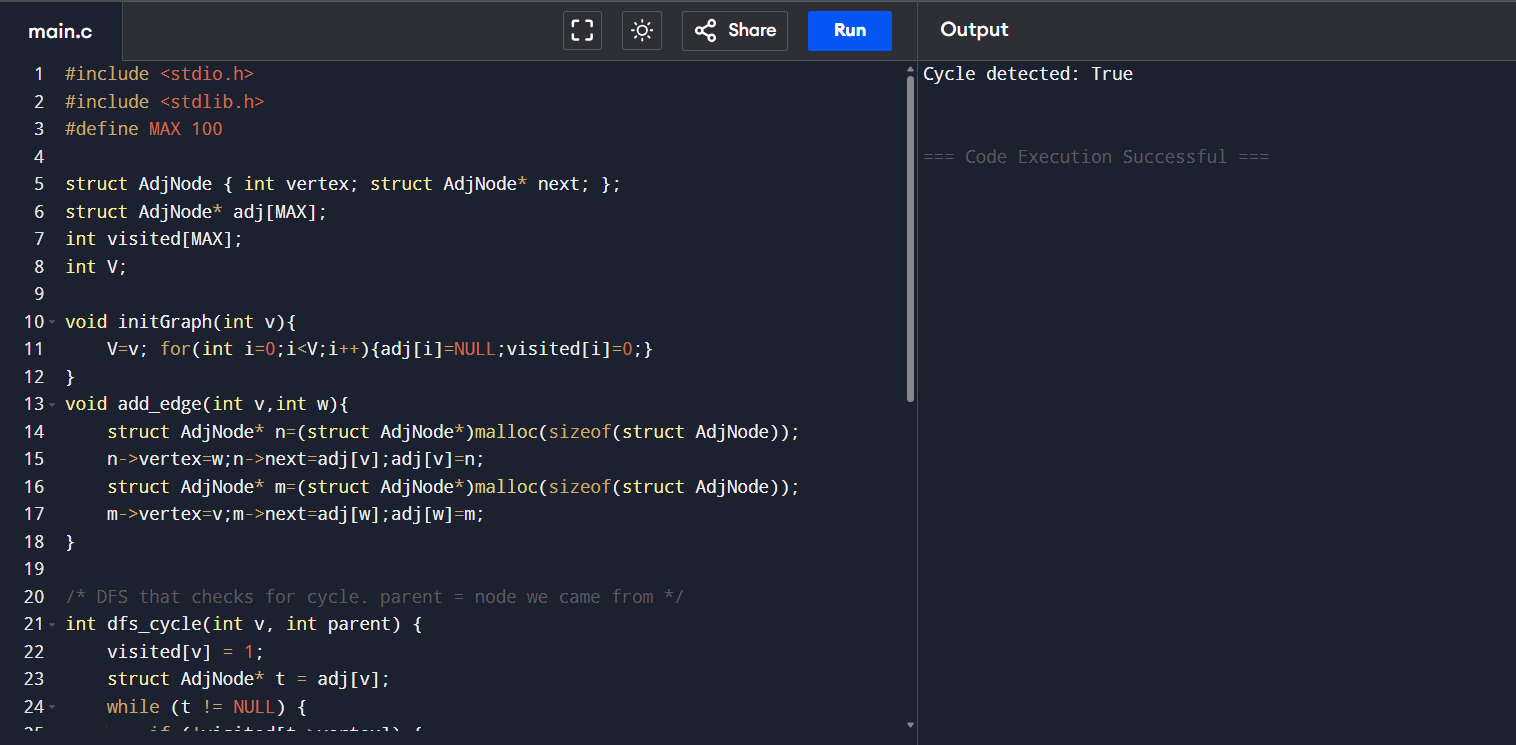 main.c
Share
Run
Output
1 #include <stdio.h>
2 #include <stdlib.h>
3 #define MAX 100
4
5 struct AdjNode { int vertex; struct AdjNode* next; };
6 struct AdjNode* adj[MAX];
7 int visited[MAX];
8 int V;
9
10 void initGraph(int v){
11     V=v; for(int i=0;i<V;i++){adj[i]=NULL;visited[i]=0;}
12 }
13 void add_edge(int v,int w){
14     struct AdjNode* n=(struct AdjNode*)malloc(sizeof(struct AdjNode));
15     n->vertex=w;n->next=adj[v];adj[v]=n;
16     struct AdjNode* m=(struct AdjNode*)malloc(sizeof(struct AdjNode));
17     m->vertex=v;m->next=adj[w];adj[w]=m;
18 }
19
20 /* DFS that checks for cycle. parent = node we came from */
21 int dfs_cycle(int v, int parent) {
22     visited[v] = 1;
23     struct AdjNode* t = adj[v];
24     while (t != NULL) {
Cycle detected: True
=== Code Execution Successful ===